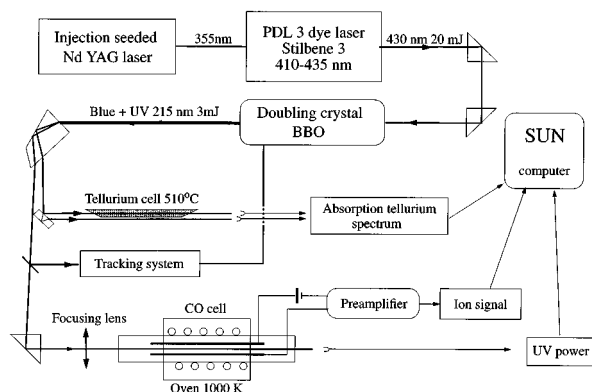 Injection seeded
Nd YAG laser
355nm
PDL 3 dye laser
Stilbene 3
410-435 nm
430 nm 20 mJ
Blue + UV 215 nm 3mJ
Doubling crystal
BBO
SUN
computer
Tellurium cell 510°C
Absorption tellurium
spectrum
Tracking system
CO cell
Focusing lens
Preamplifier
Ion signal
UV power
Oven 1000 K